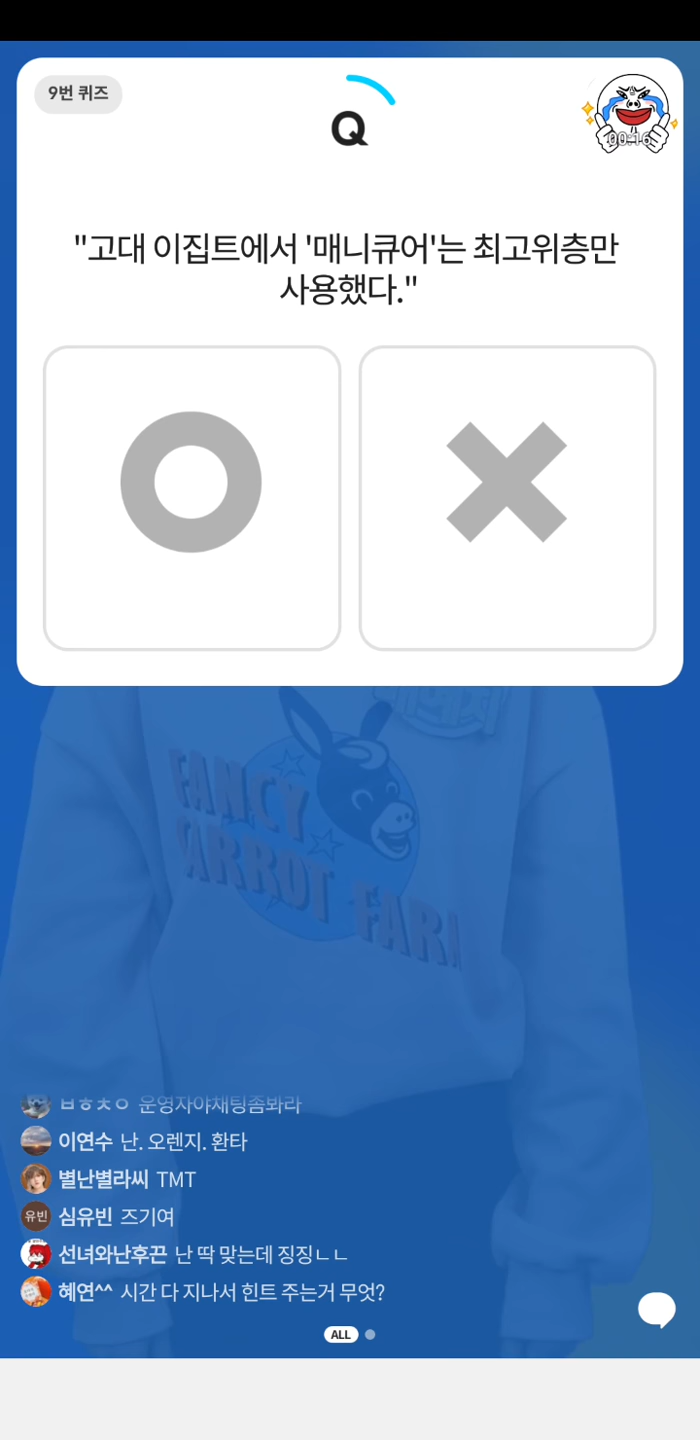 9번 퀴즈
Q
00:16
"고대 이집트에서 '매니큐어'는 최고위층만
사용했다."
FANCY
CARROT FARM
ㅂㅎㅊㅇ 운영자야채팅좀봐라
이연수 난. 오렌지. 환타
별난별라씨 TMT
유빈 심유빈 즈기여
선녀와난후끈 난 딱 맞는데 징징ㄴㄴ
혜연^^ 시간 다 지나서 힌트 주는거 무엇?
ALL